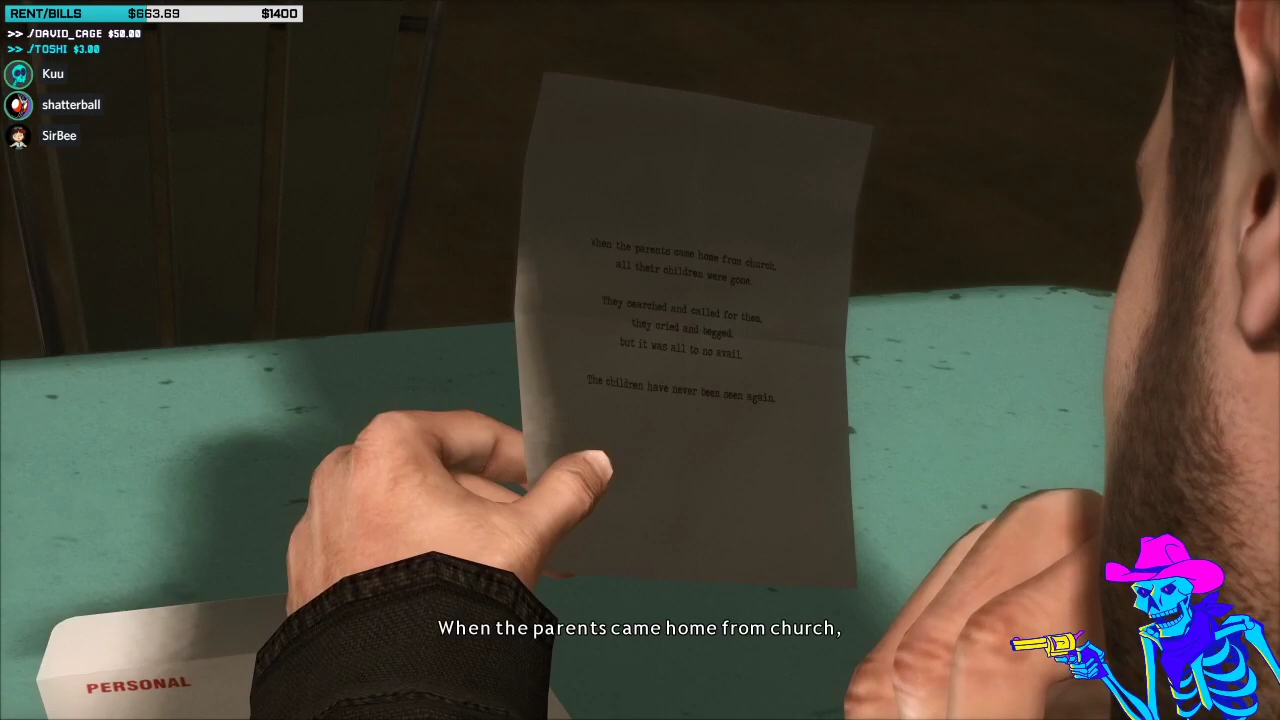 RENT/BILLS $663.69 $1400
>> ./DAVID_CAGE $50.00
>> ./TOSHI $3.00
Kuu
shatterball
SirBee
When the parents came home from church,
all their children were gone.
They searched and called for them,
they cried and begged,
but it was all to no avail.
The children have never been seen again.
When the parents came home from church,
PERSONAL